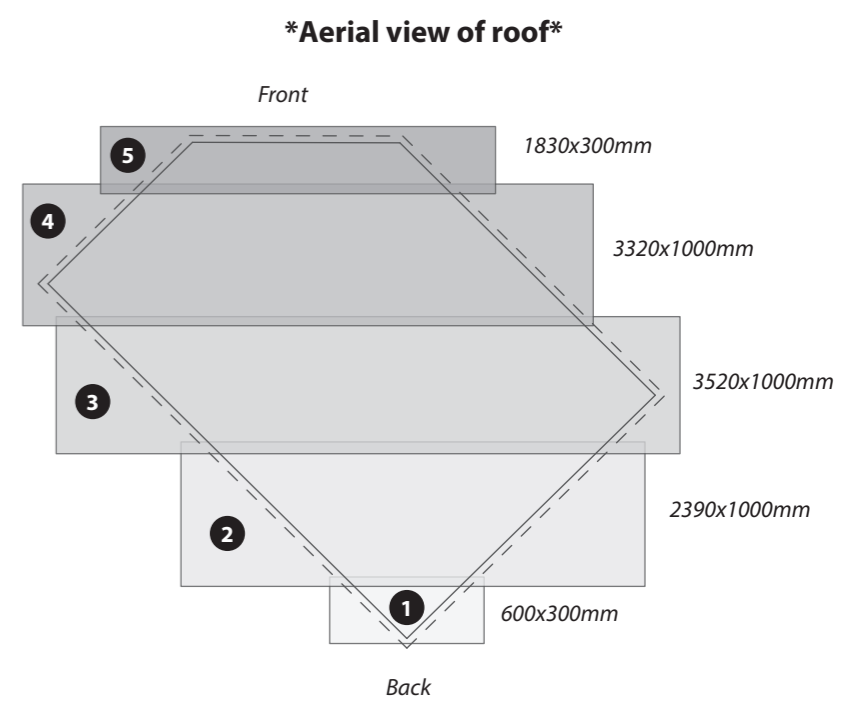 *Aerial view of roof*
Front
5
1830x300mm
4
3320x1000mm
3
3520x1000mm
2
2390x1000mm
1
600x300mm
Back